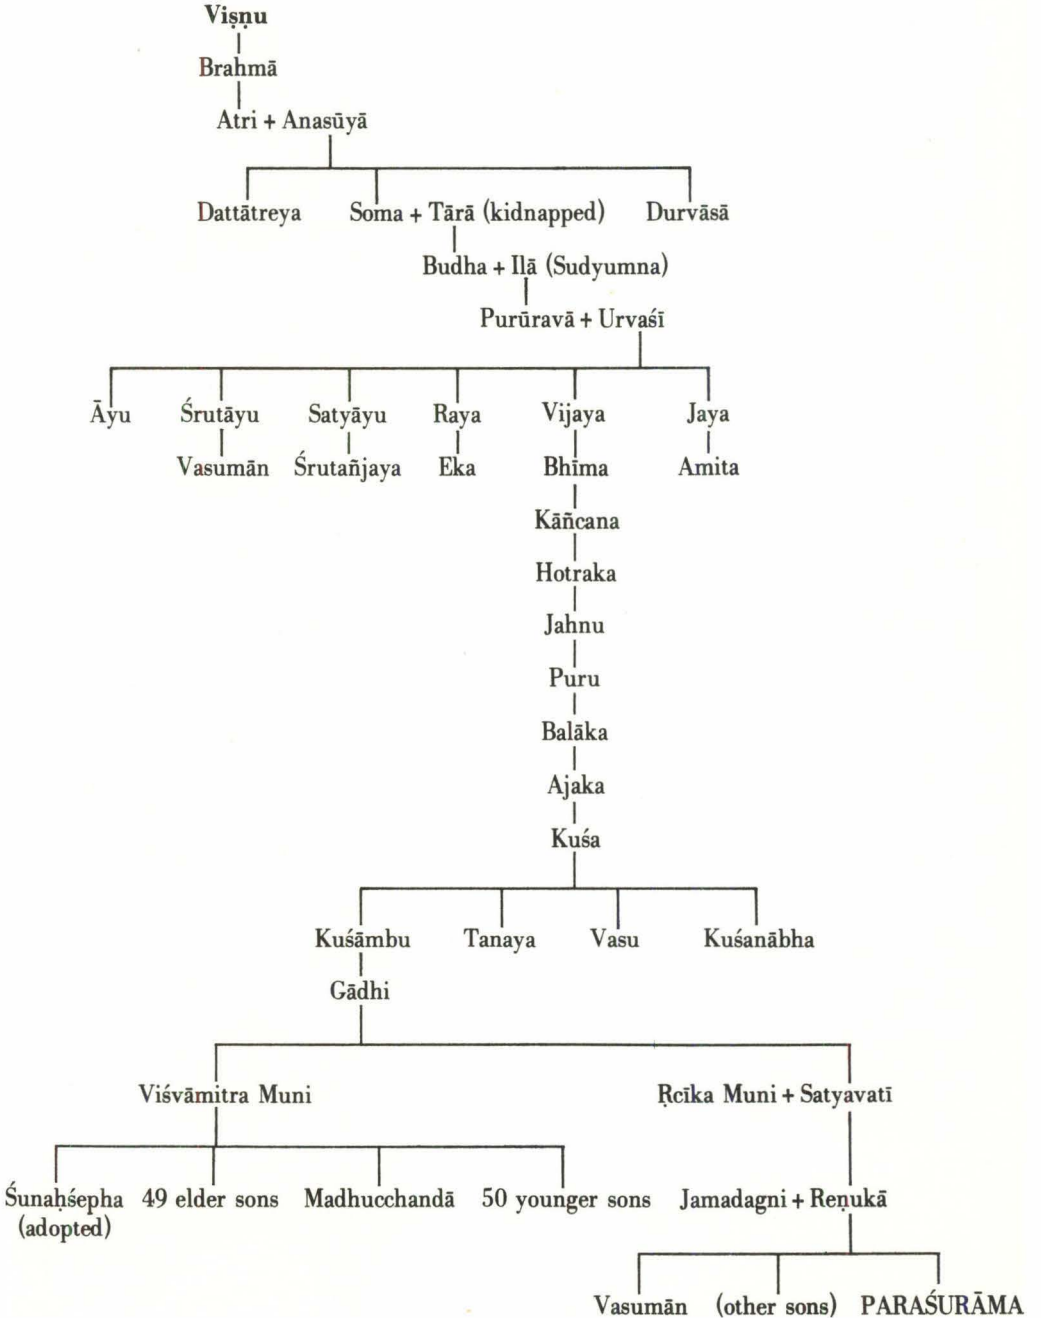 Viṣṇu
Brahmā
Atri + Anasūyā
Dattātreya Soma + Tārā (kidnapped) Durvāsā
Budha + Ilā (Sudyumna)
Purūravā + Urvaśī
Āyu Śrutāyu Satyāyu Raya Vijaya Jaya
Vasumān Śrutañjaya Eka Bhīma Amita
Kāñcana
Hotraka
Jahnu
Puru
Balāka
Ajaka
Kuśa
Kuśāmbu Tanaya Vasu Kuśanābha
Gādhi
Viśvāmitra Muni Ṛcīka Muni + Satyavatī
Śunaḥśepha 49 elder sons Madhucchandā 50 younger sons Jamadagni + Reṇukā
(adopted)
Vasumān (other sons) PARAŚURĀMA